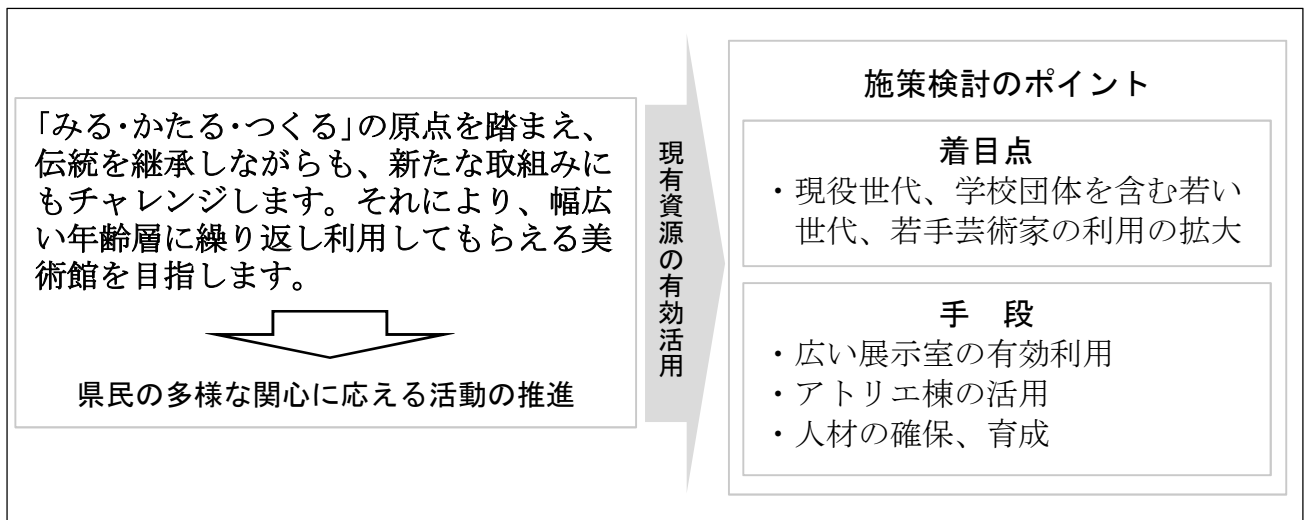 「みる・かたる・つくる」の原点を踏まえ、
伝統を継承しながらも、新たな取組みに
もチャレンジします。それにより、幅広
い年齢層に繰り返し利用してもらえる美
術館を目指します。
県民の多様な関心に応える活動の推進
現有資源の有効活用
施策検討のポイント
着目点
・現役世代、学校団体を含む若い
世代、若手芸術家の利用の拡大
手　段
・広い展示室の有効利用
・アトリエ棟の活用
・人材の確保、育成